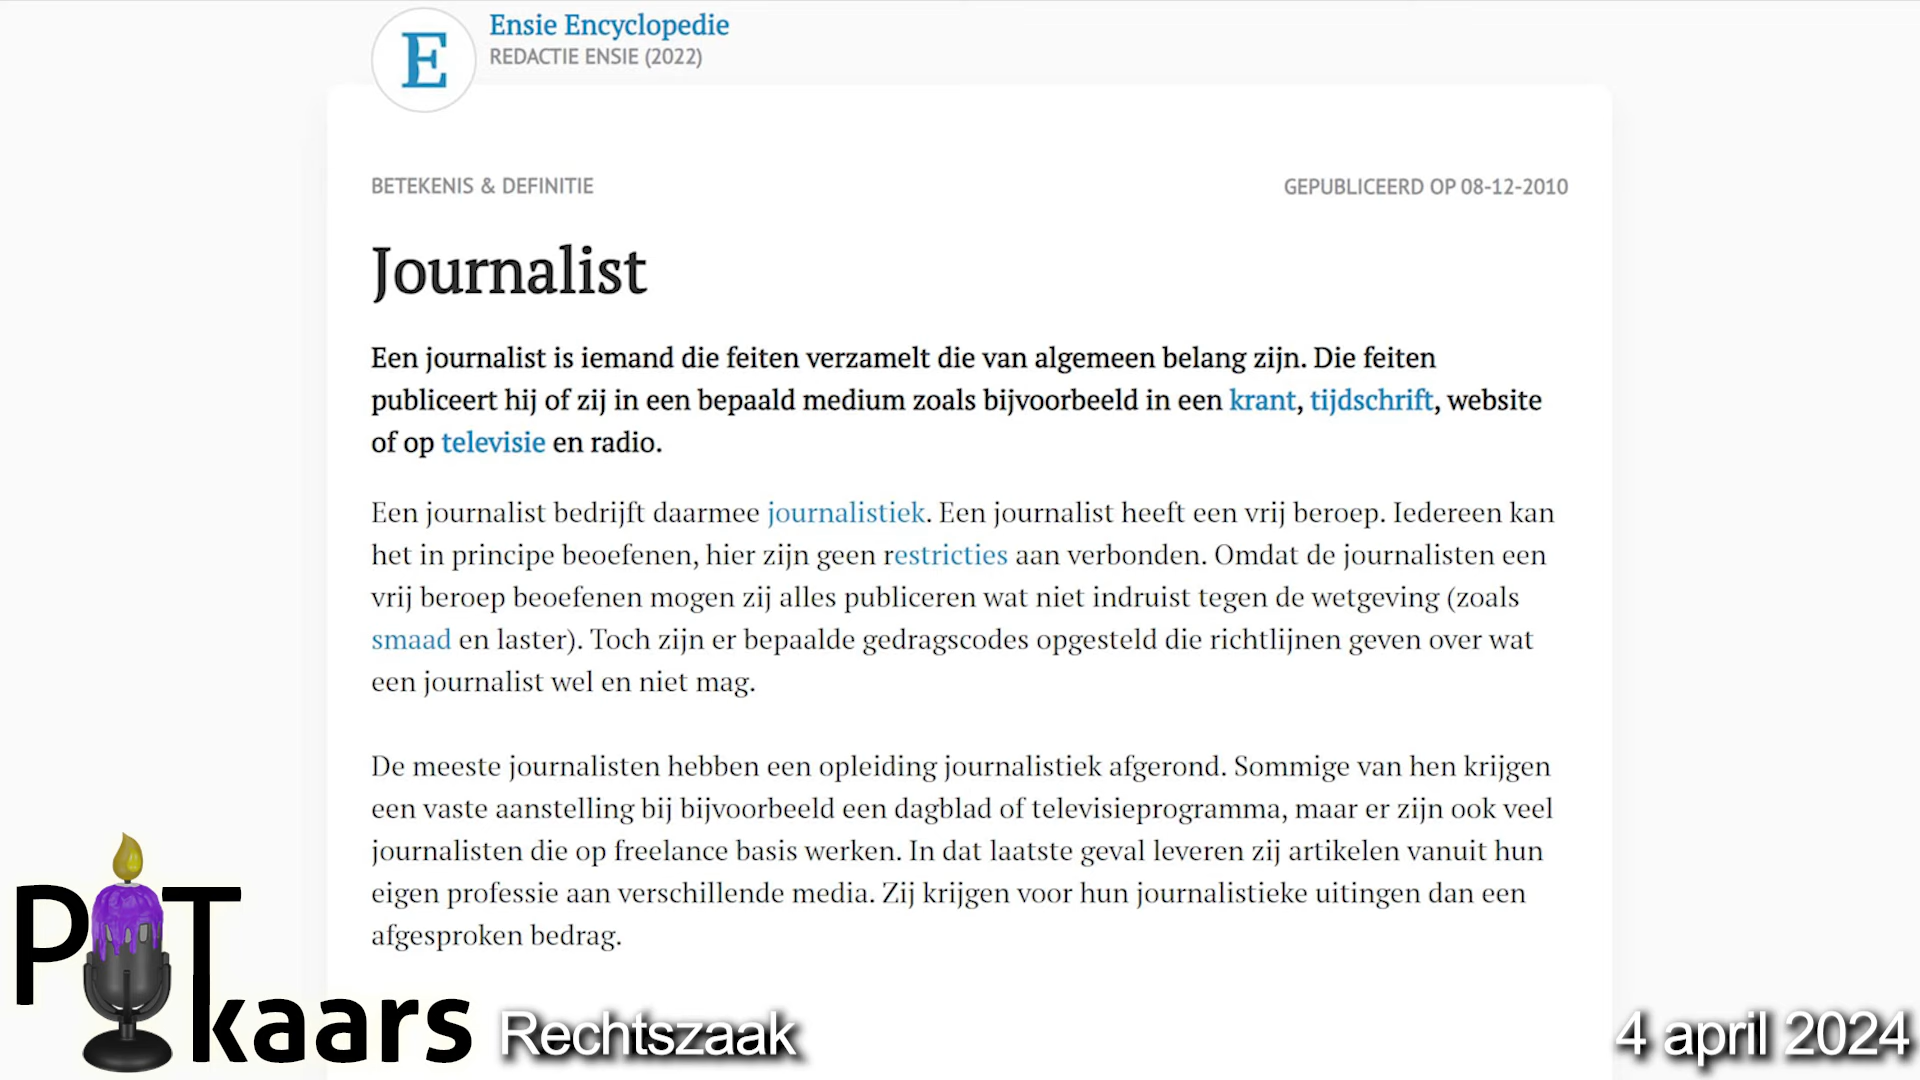 Ensie Encyclopedie
REDACTIE ENSIE (2022)
BETEKENIS & DEFINITIE
GEPUBLICEERD OP 08-12-2010
Journalist
Een journalist is iemand die feiten verzamelt die van algemeen belang zijn. Die feiten
publiceert hij of zij in een bepaald medium zoals bijvoorbeeld in een krant, tijdschrift, website
of op televisie en radio.
Een journalist bedrijft daarmee journalistiek. Een journalist heeft een vrij beroep. Iedereen kan
het in principe beoefenen, hier zijn geen restricties aan verbonden. Omdat de journalisten een
vrij beroep beoefenen mogen zij alles publiceren wat niet indruist tegen de wetgeving (zoals
smaad en laster). Toch zijn er bepaalde gedragscodes opgesteld die richtlijnen geven over wat
een journalist wel en niet mag.
De meeste journalisten hebben een opleiding journalistiek afgerond. Sommige van hen krijgen
een vaste aanstelling bij bijvoorbeeld een dagblad of televisieprogramma, maar er zijn ook veel
journalisten die op freelance basis werken. In dat laatste geval leveren zij artikelen vanuit hun
eigen professie aan verschillende media. Zij krijgen voor hun journalistieke uitingen dan een
afgesproken bedrag.
PoTkaars
Rechtszaak
4 april 2024